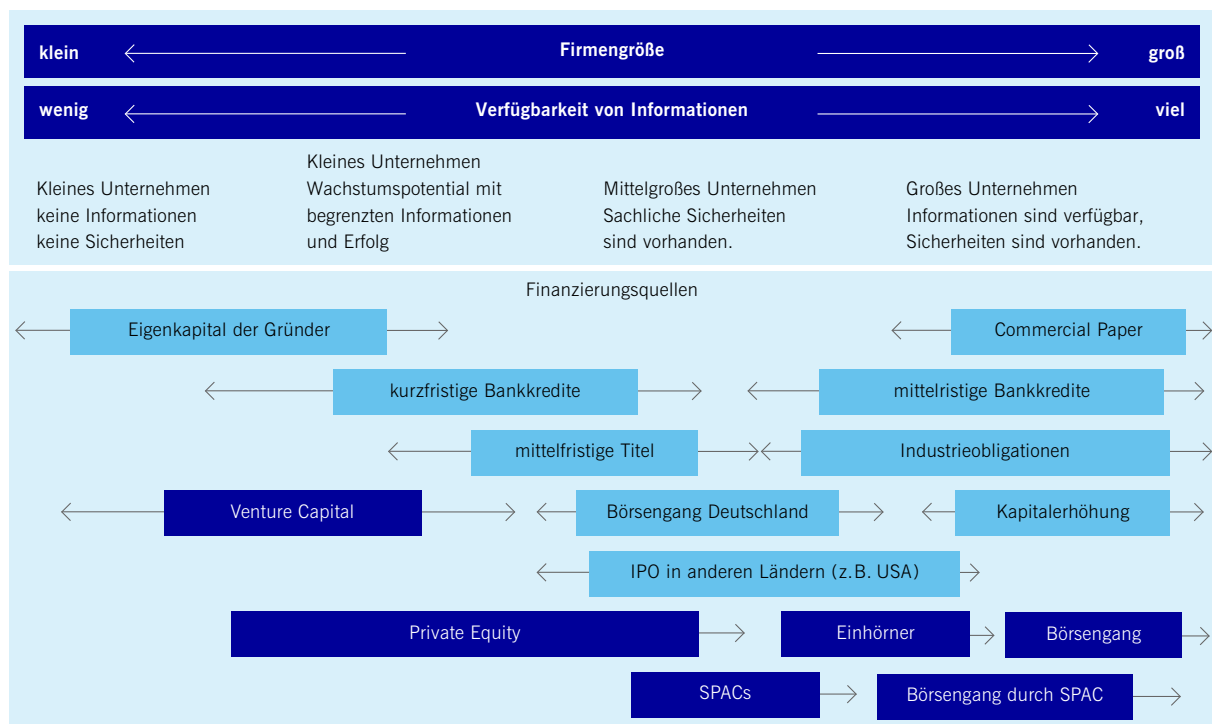 klein Firmengröße groß
wenig Verfügbarkeit von Informationen viel
Kleines Unternehmen
keine Informationen
keine Sicherheiten
Kleines Unternehmen
Wachstumspotential mit
begrenzten Informationen
und Erfolg
Mittelgroßes Unternehmen
Sachliche Sicherheiten
sind vorhanden.
Großes Unternehmen
Informationen sind verfügbar,
Sicherheiten sind vorhanden.
Finanzierungsquellen
Eigenkapital der Gründer
Commercial Paper
kurzfristige Bankkredite
mittelristige Bankkredite
mittelfristige Titel
Industrieobligationen
Venture Capital
Börsengang Deutschland
Kapitalerhöhung
IPO in anderen Ländern (z.B. USA)
Private Equity
Einhörner
Börsengang
SPACs
Börsengang durch SPAC